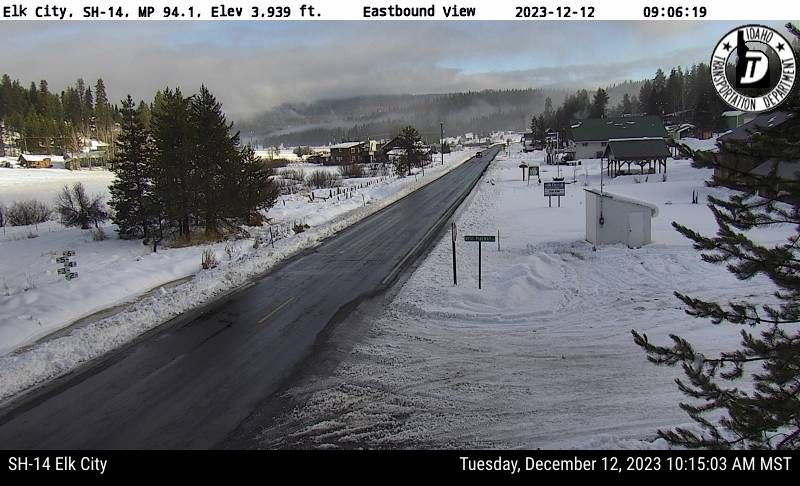 Elk City, SH-14, MP 94.1, Elev 3,939 ft. Eastbound View 2023-12-12 09:06:19
IDAHO
TRANSPORTATION DEPARTMENT
SH-14 Elk City Tuesday, December 12, 2023 10:15:03 AM MST